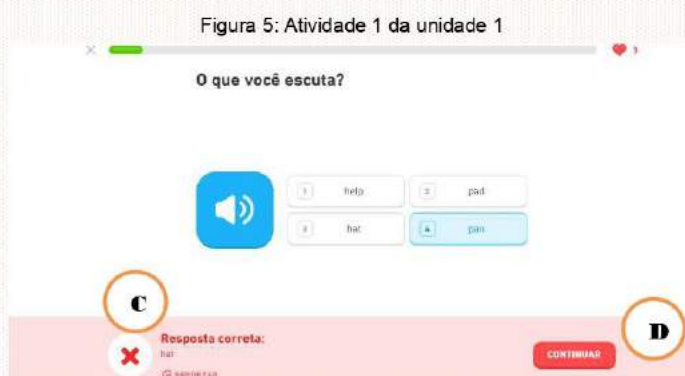 Figura 5: Atividade 1 da unidade 1
O que você escuta?
1 help
2 pad
3 hat
4 pan
C
D
Resposta correta:
hat
REPORTAR
CONTINUAR